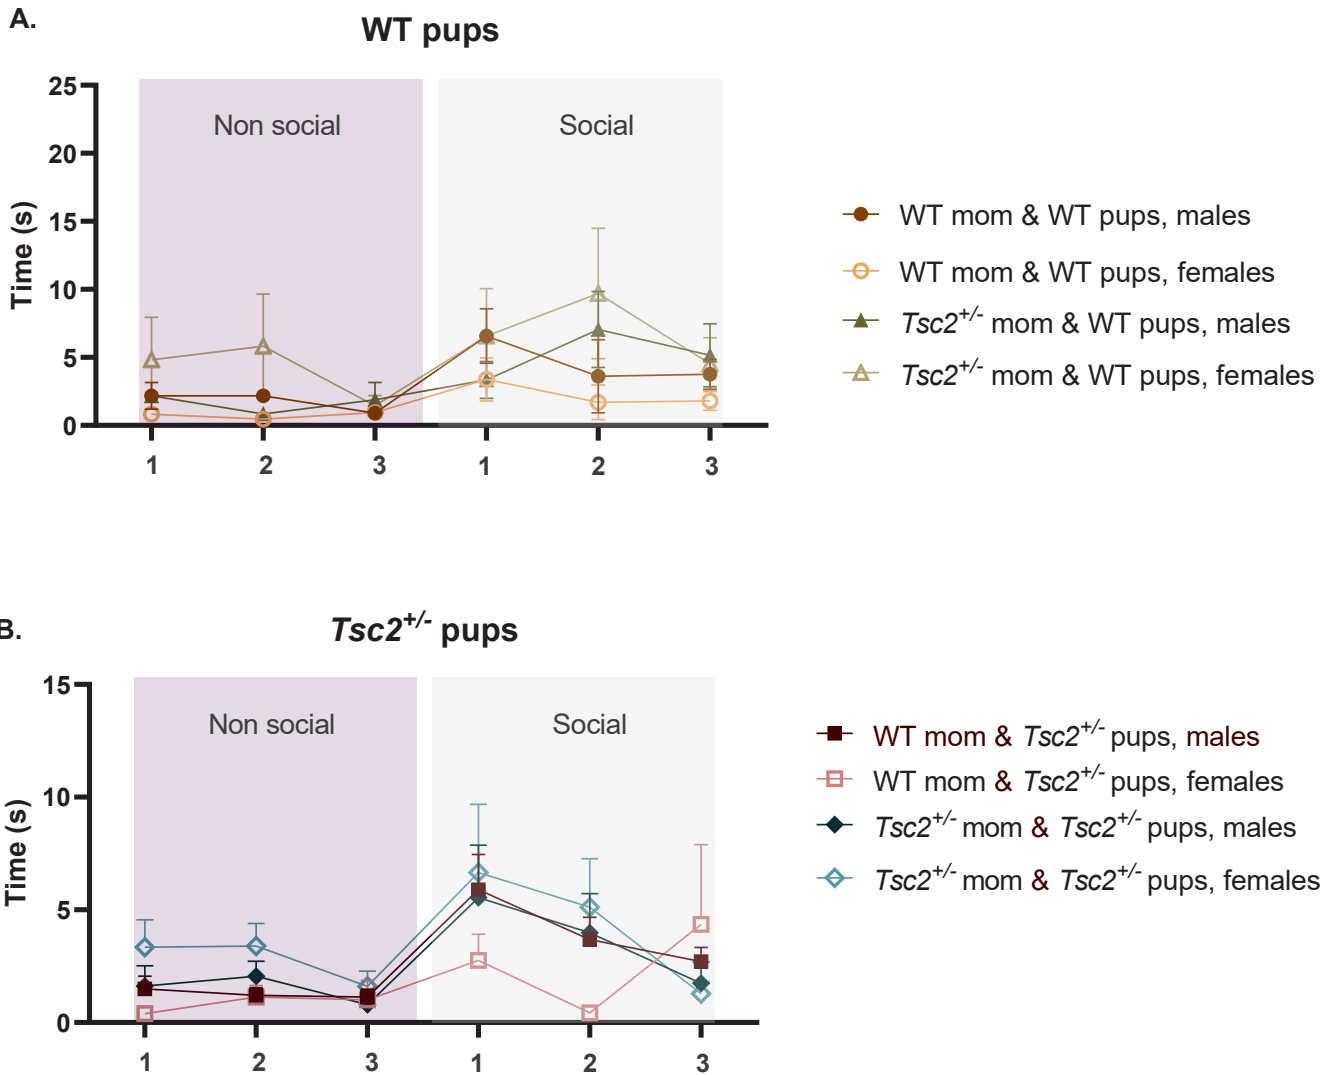 A.
WT pups
25
20
15
10
5
0
Time (s)
Non social
Social
1 2 3 1 2 3
WT mom & WT pups, males
WT mom & WT pups, females
Tsc2+/- mom & WT pups, males
Tsc2+/- mom & WT pups, females
B.
Tsc2+/- pups
15
10
5
0
Time (s)
Non social
Social
1 2 3 1 2 3
WT mom & Tsc2+/- pups, males
WT mom & Tsc2+/- pups, females
Tsc2+/- mom & Tsc2+/- pups, males
Tsc2+/- mom & Tsc2+/- pups, females